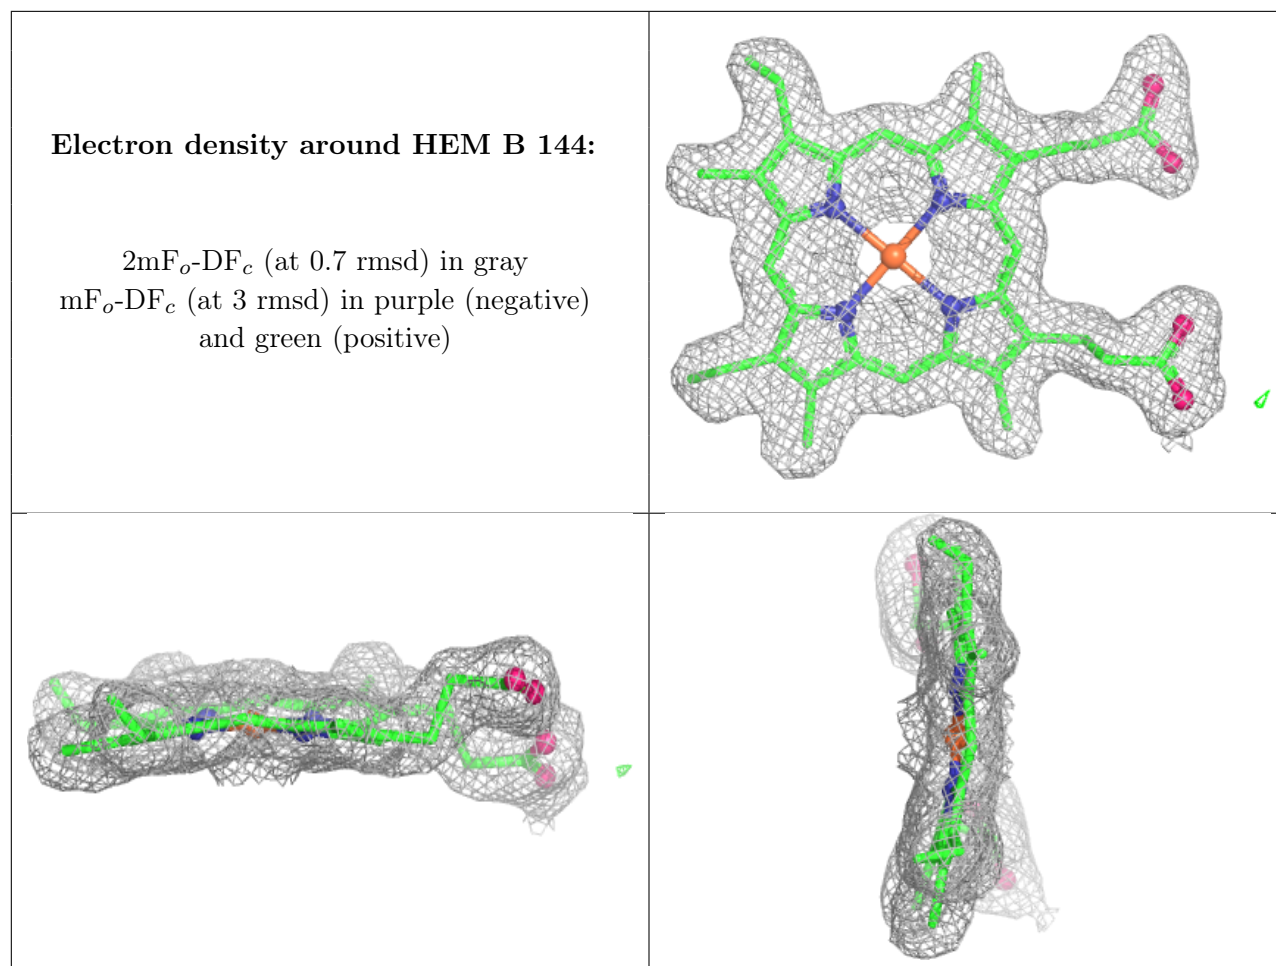 Electron density around HEM B 144:
2mFₒ-DF𝒸 (at 0.7 rmsd) in gray
mFₒ-DF𝒸 (at 3 rmsd) in purple (negative)
and green (positive)